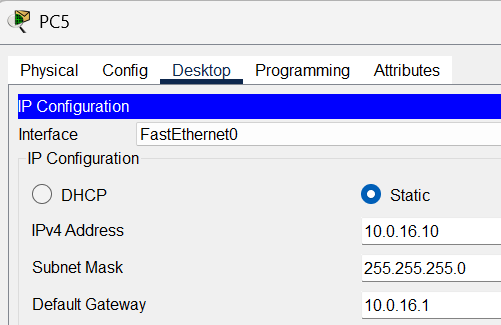 PC5
Physical Config Desktop Programming Attributes
IP Configuration
Interface FastEthernet0
IP Configuration
DHCP Static
IPv4 Address 10.0.16.10
Subnet Mask 255.255.255.0
Default Gateway 10.0.16.1